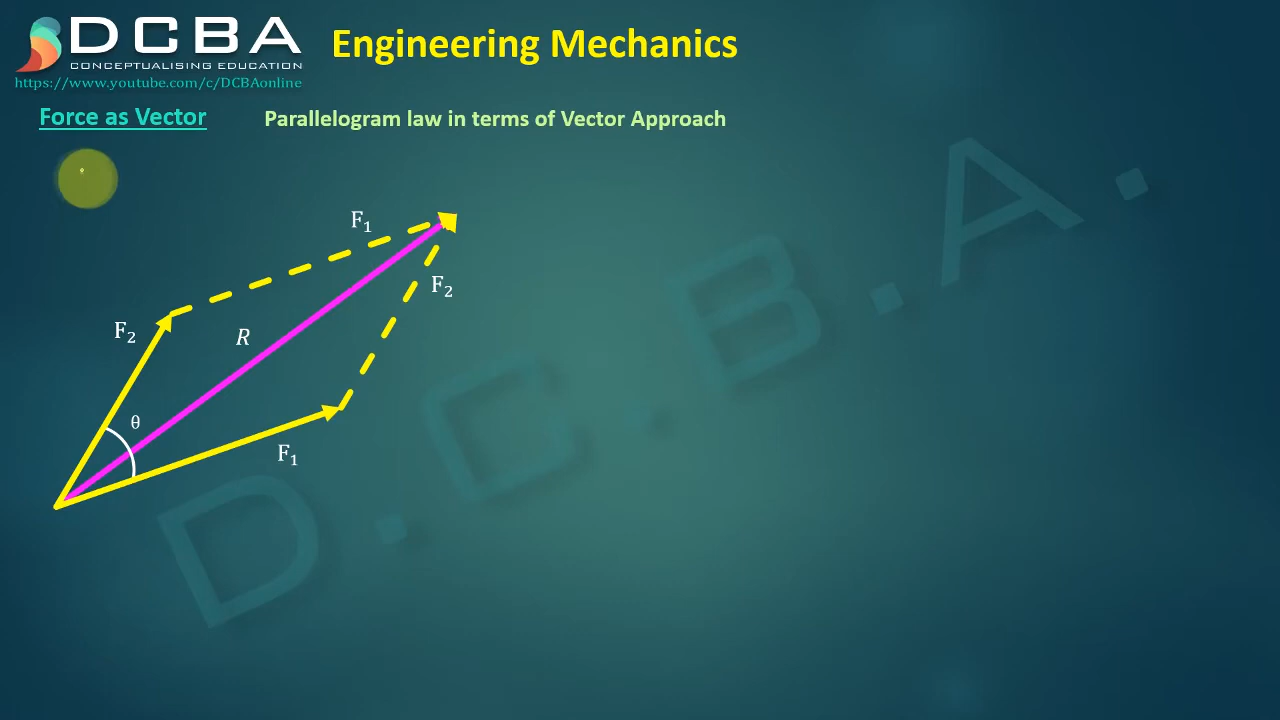 DCBA
CONCEPTUALISING EDUCATION
https://www.youtube.com/c/DCBAonline
Engineering Mechanics
Force as Vector
Parallelogram law in terms of Vector Approach
F₁
F₂
F₂
R
θ
F₁
D.C.B.A.